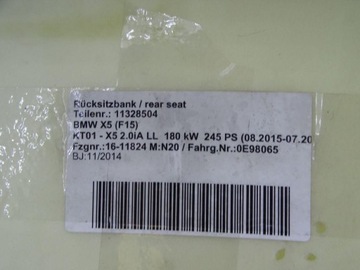 Rücksitzbank / rear seat
Teilenr.: 11328504
BMW X5 (F15)
KT01 - X5 2.0iA LL 180 kW 245 PS (08.2015-07.20
Fzgnr.:16-11824 M:N20 / Fahrg.Nr.:0E98065
BJ:11/2014